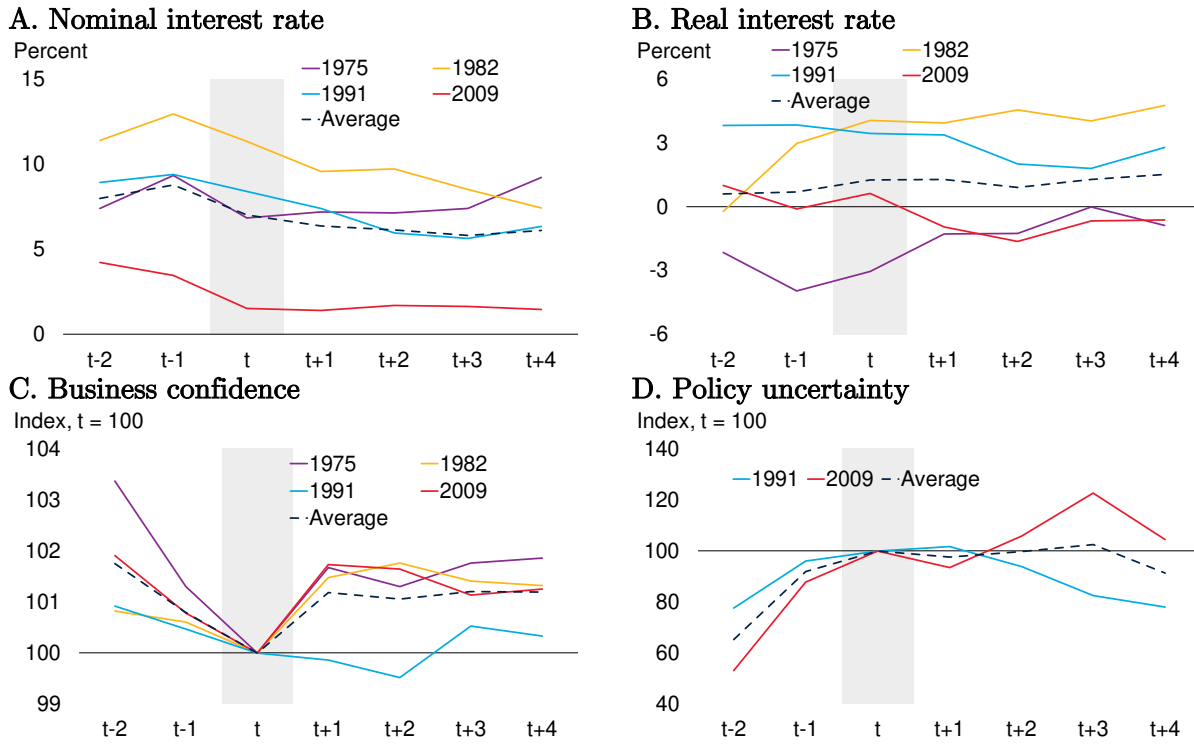 A. Nominal interest rate
Percent
1975
1982
1991
2009
Average
15
10
5
0
t-2 t-1 t t+1 t+2 t+3 t+4
B. Real interest rate
Percent
1975
1982
1991
2009
Average
6
3
0
-3
-6
t-2 t-1 t t+1 t+2 t+3 t+4
C. Business confidence
Index, t = 100
1975
1982
1991
2009
Average
104
103
102
101
100
99
t-2 t-1 t t+1 t+2 t+3 t+4
D. Policy uncertainty
Index, t = 100
1991 2009 Average
140
120
100
80
60
40
t-2 t-1 t t+1 t+2 t+3 t+4